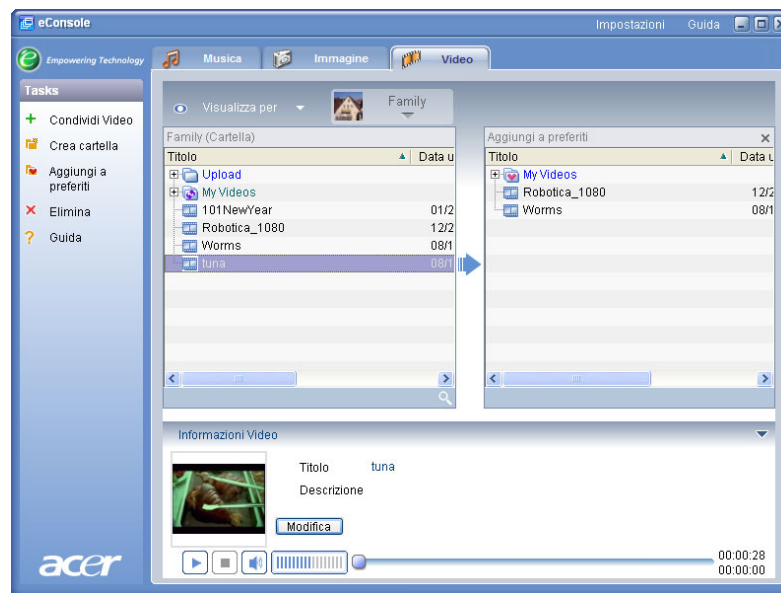 eConsole
Impostazioni Guida
Empowering Technology
Musica Immagine Video
Tasks
Condividi Video
Crea cartella
Aggiungi a
preferiti
Elimina
Guida
Visualizza per Family
Family (Cartella)
Titolo Data u
Upload
My Videos
101NewYear 01/2
Robotica_1080 12/2
Worms 08/1
tuna 08/1
Aggiungi a preferiti
Titolo Data u
My Videos
Robotica_1080 12/2
Worms 08/1
Informazioni Video
Titolo tuna
Descrizione
Modifica
00:00:28
00:00:00
acer